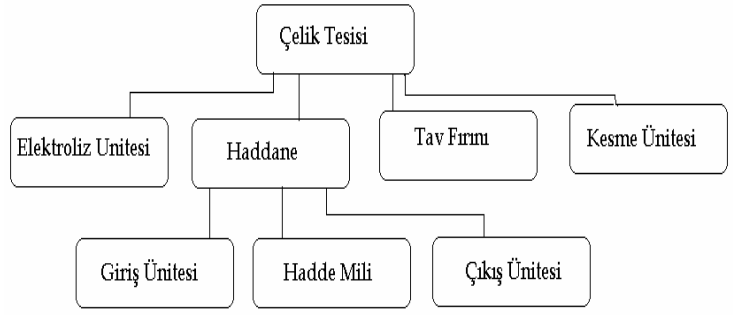 Çelik Tesisi
Elektroliz Unitesi
Haddane
Tav Fırını
Kesme Ünitesi
Giriş Ünitesi
Hadde Mili
Çıkış Ünitesi